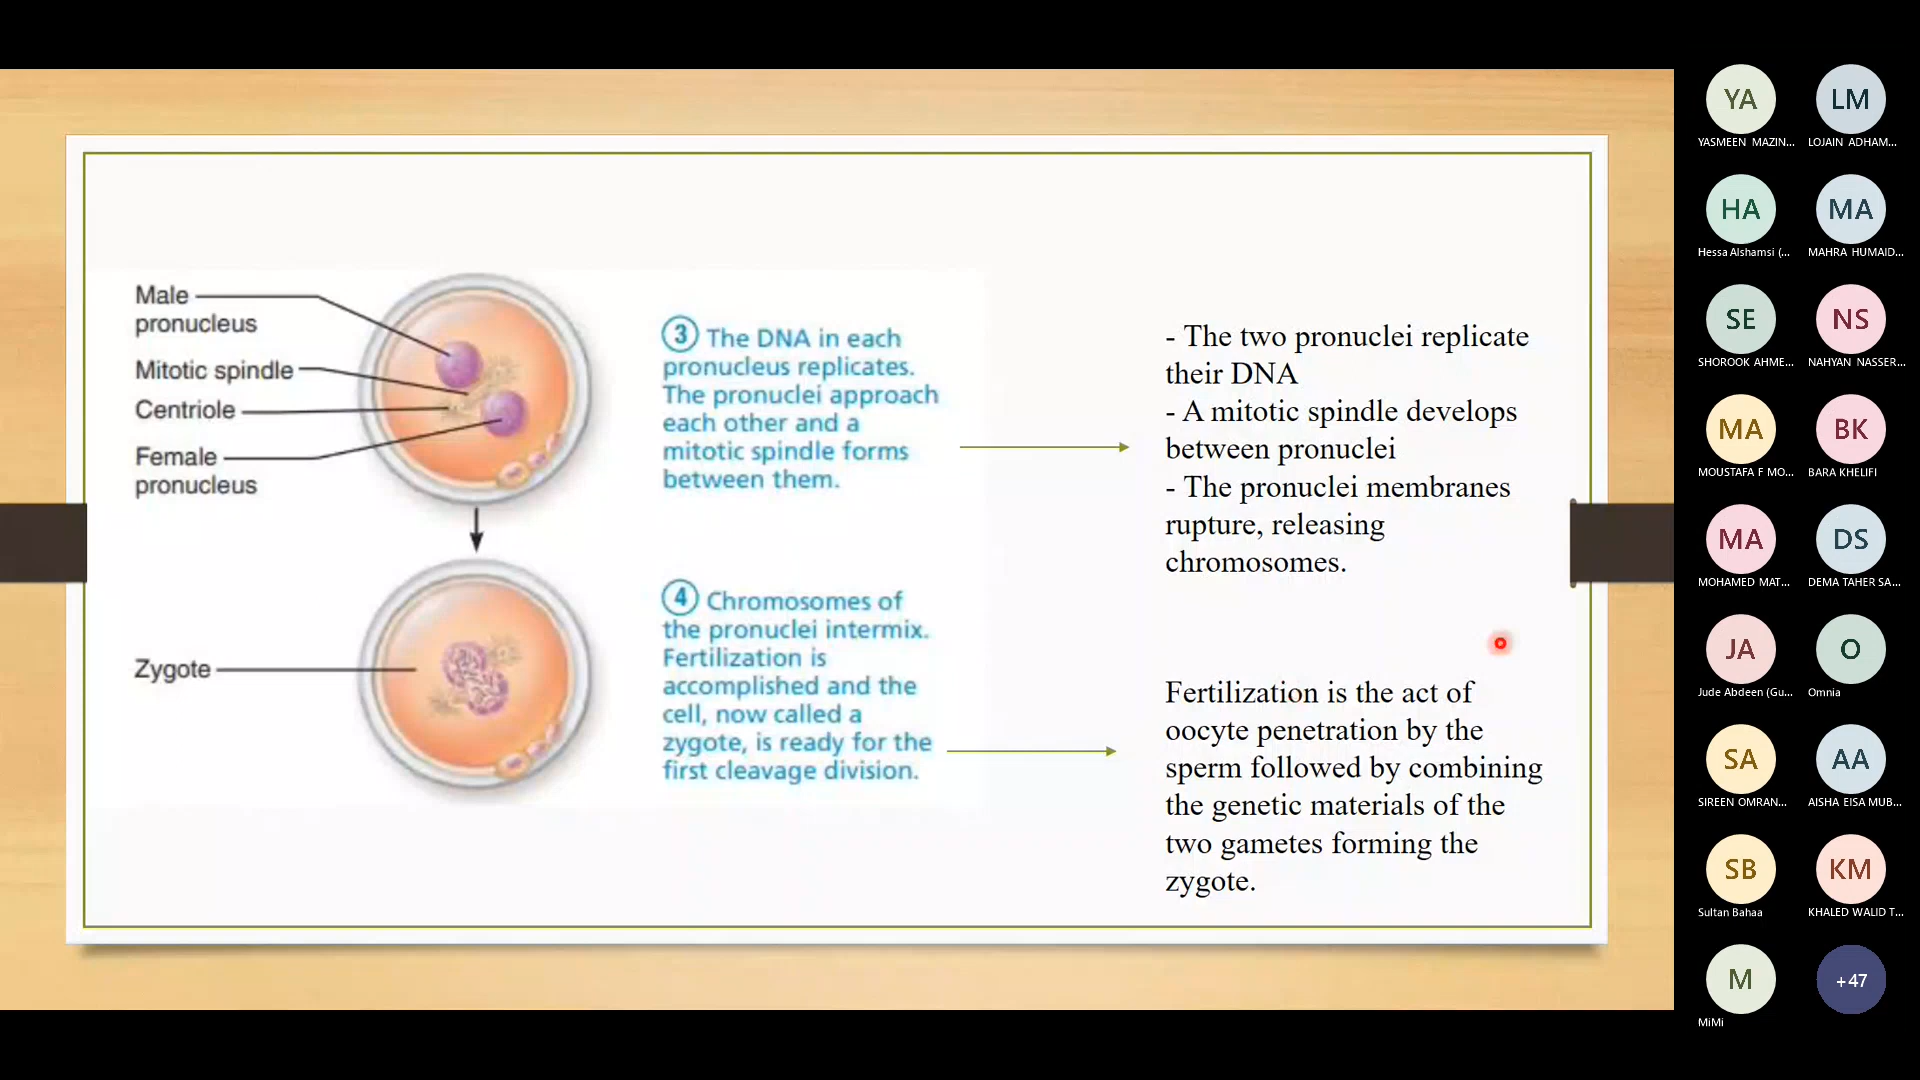 Male
pronucleus
Mitotic spindle
Centriole
Female
pronucleus
3 The DNA in each
pronucleus replicates.
The pronuclei approach
each other and a
mitotic spindle forms
between them.
- The two pronuclei replicate
their DNA
- A mitotic spindle develops
between pronuclei
- The pronuclei membranes
rupture, releasing
chromosomes.
Zygote
4 Chromosomes of
the pronuclei intermix.
Fertilization is
accomplished and the
cell, now called a
zygote, is ready for the
first cleavage division.
Fertilization is the act of
oocyte penetration by the
sperm followed by combining
the genetic materials of the
two gametes forming the
zygote.
YA
YASMEEN MAZIN...
LM
LOJAIN ADHAM...
HA
Hessa Alshamsi (...
MA
MAHRA HUMAID...
SE
SHOROOK AHME...
NS
NAHYAN NASSER...
MA
MOUSTAFA F MO...
BK
BARA KHELIFI
MA
MOHAMED MAT...
DS
DEMA TAHER SA...
JA
Jude Abdeen (Gu...
O
Omnia
SA
SIREEN OMRAN...
AA
AISHA EISA MUB...
SB
Sultan Bahaa
KM
KHALED WALID T...
M
MiMi
+47